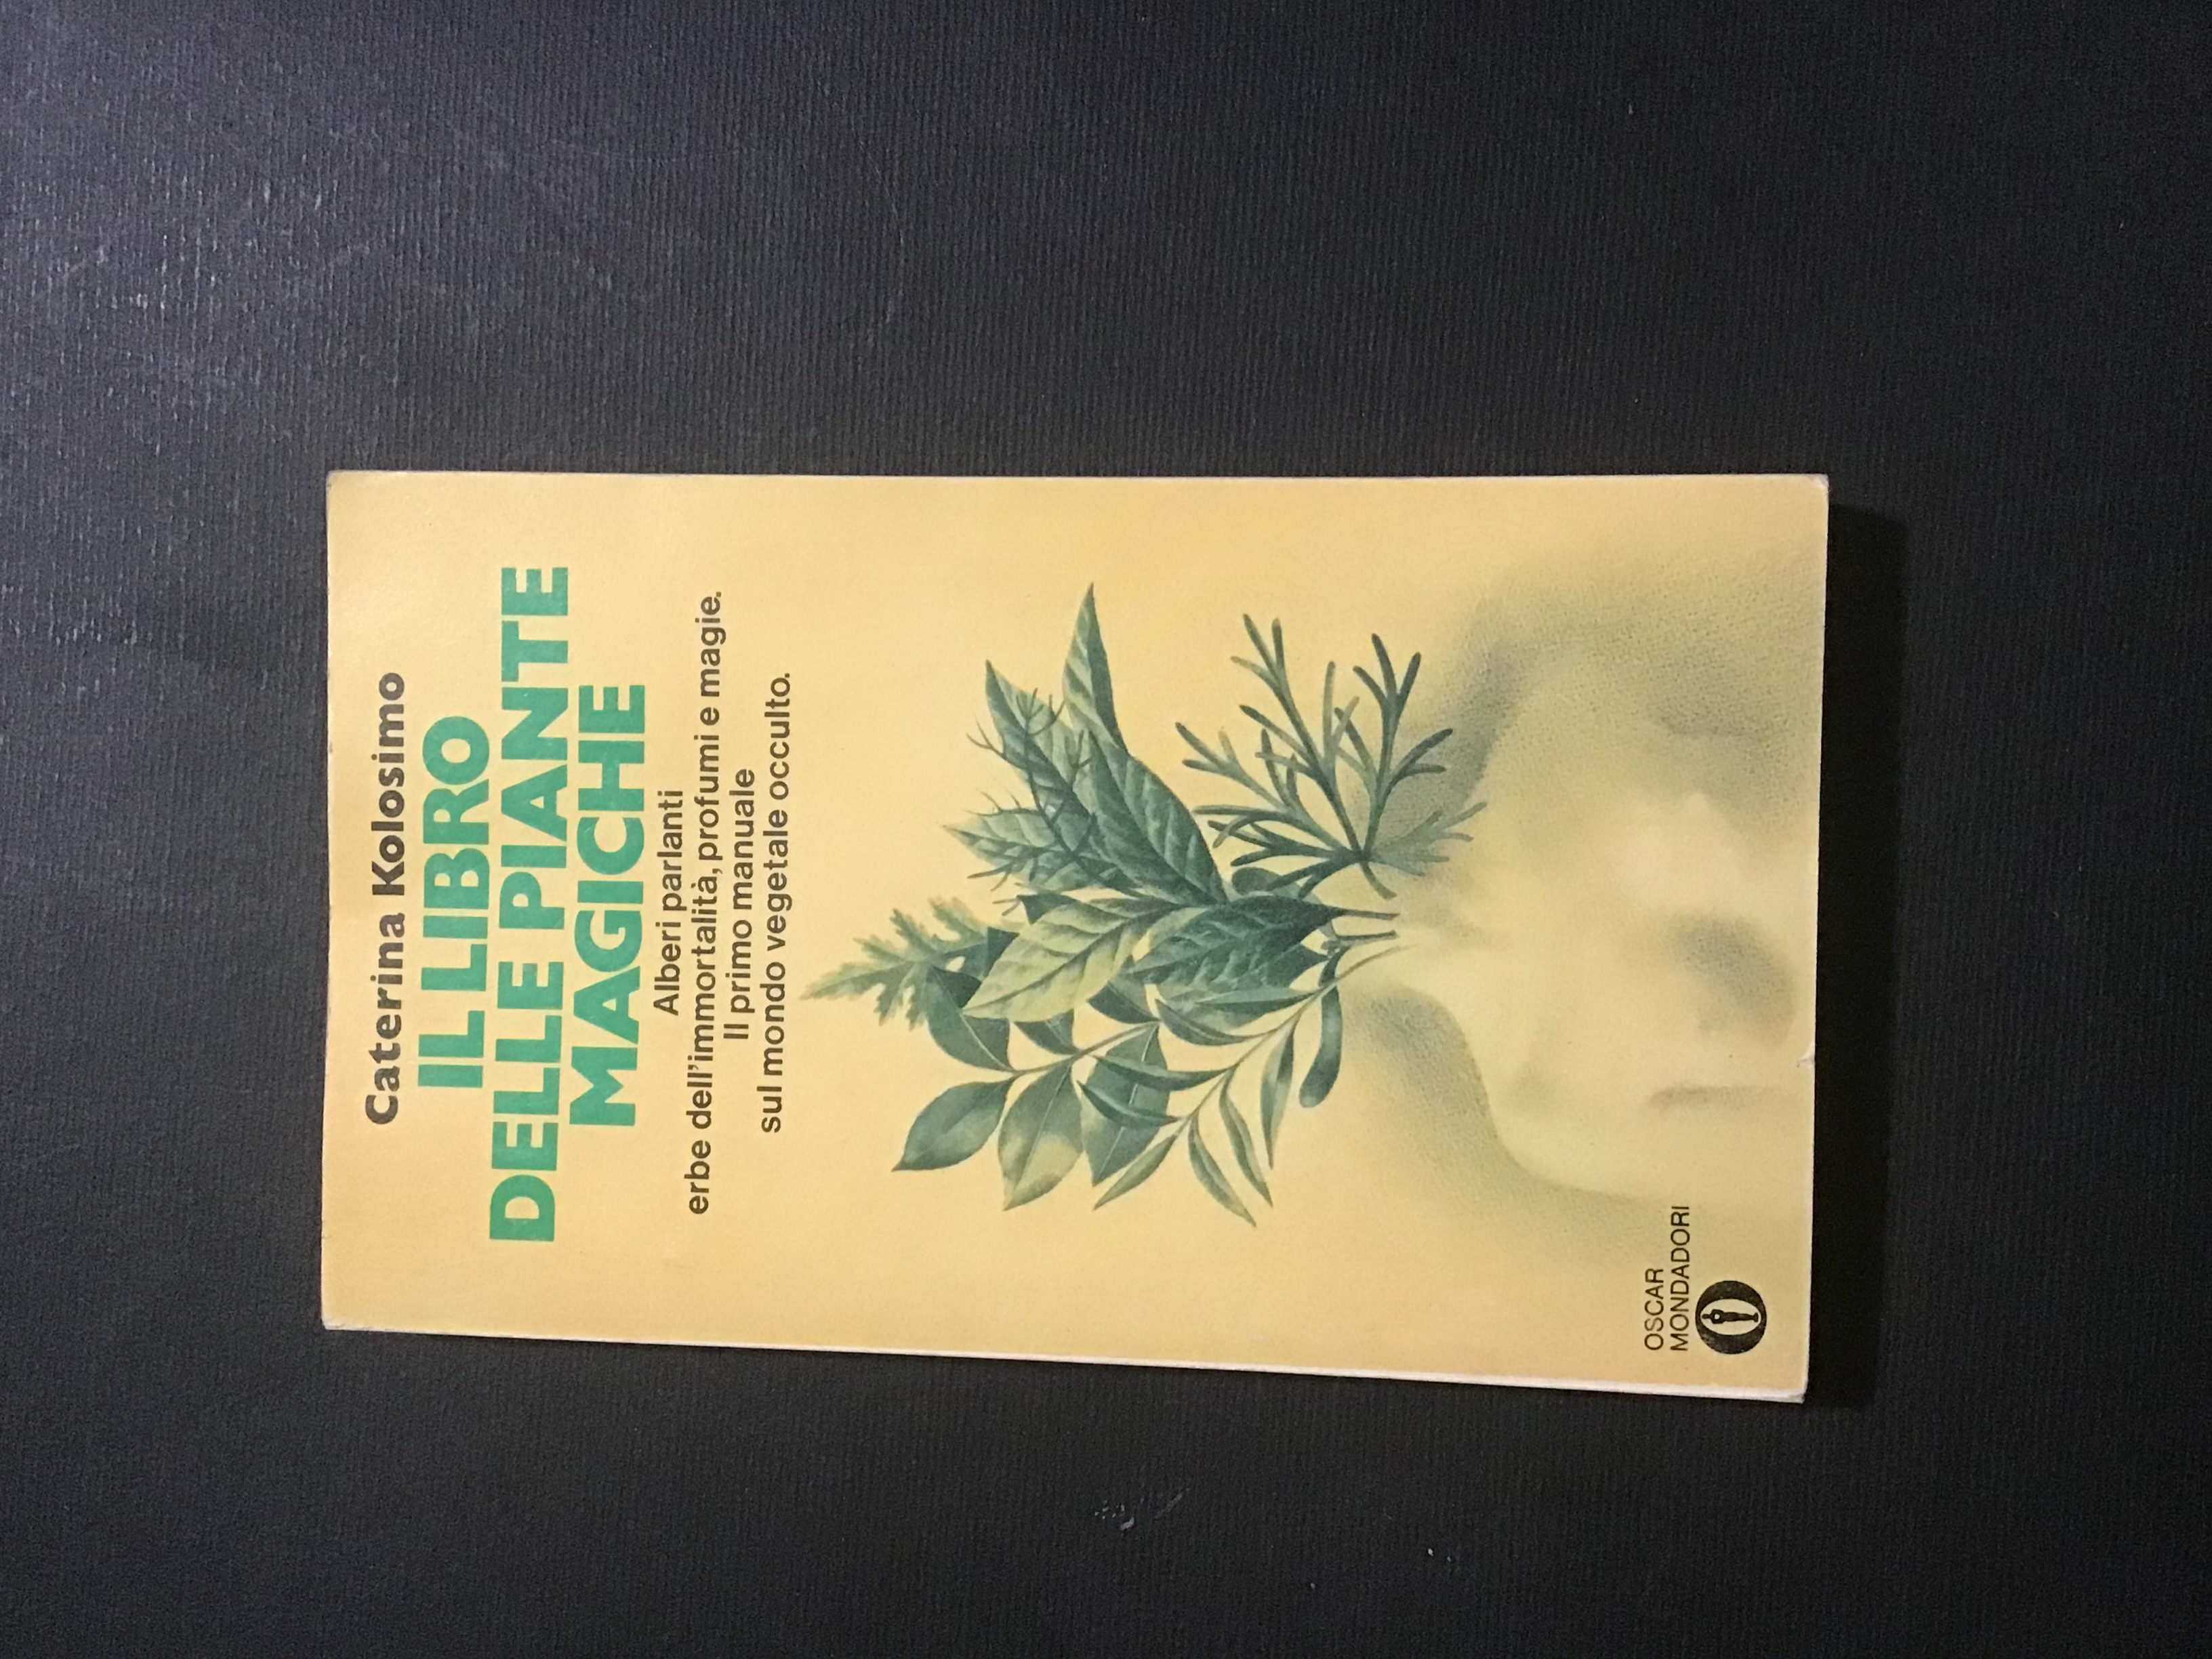 Caterina Kolosimo
IL LIBRO
DELLE PIANTE
MAGICHE
Alberi parlanti
erbe dell'immortalità, profumi e magie.
Il primo manuale
sul mondo vegetale occulto.
OSCAR
MONDADORI